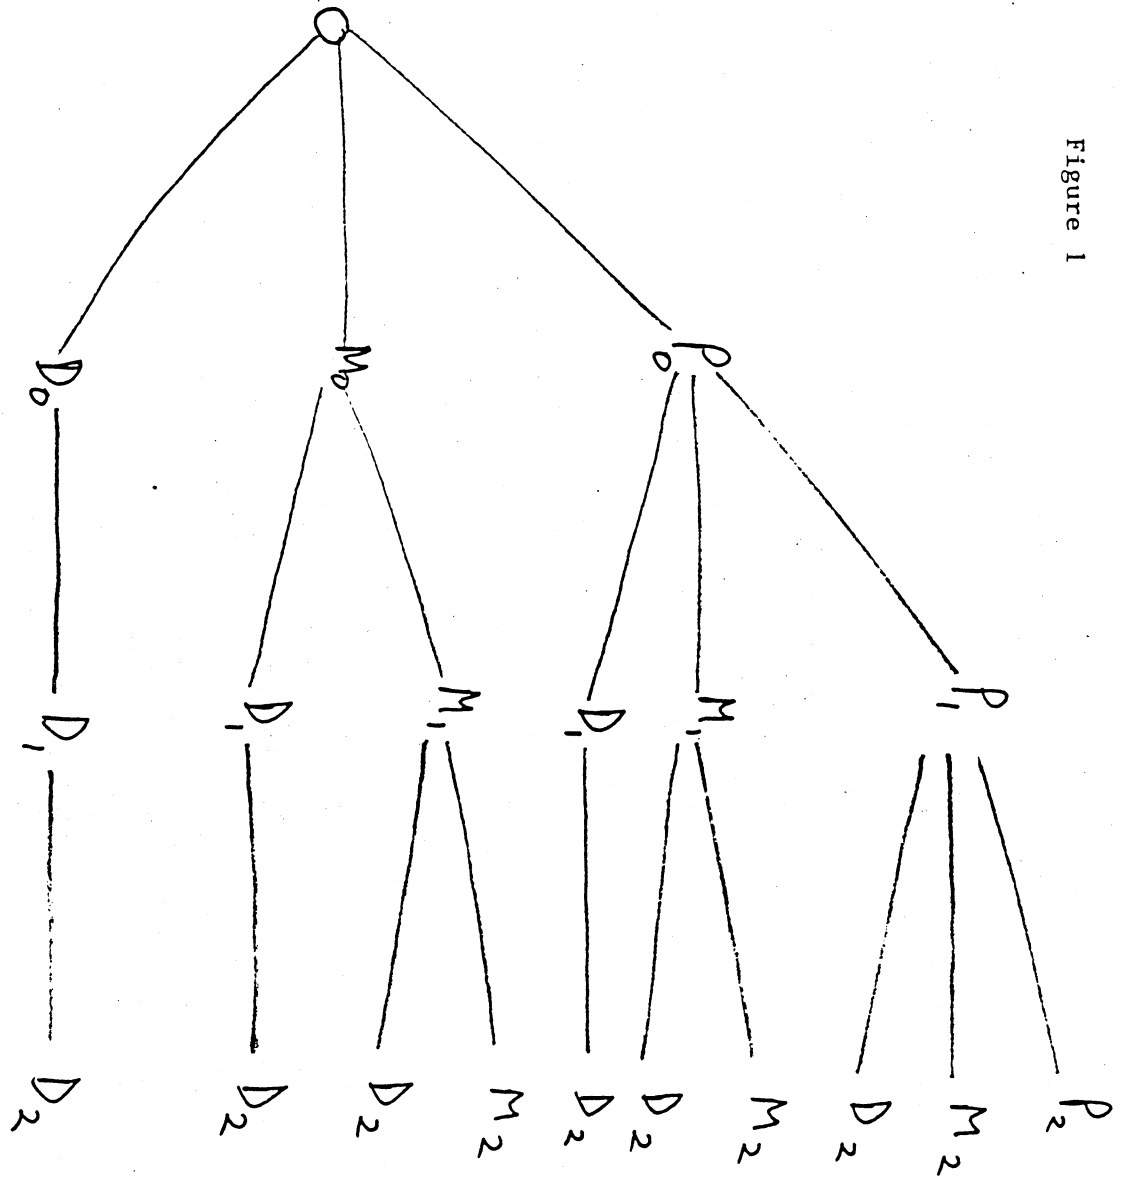 Figure 1
P₂
P₁ M₂
D₂
M₂
P₀ M₁
D₂
D₁ D₂
M₂
M₁
D₂
M₀
D₁ D₂
D₀ D₁ D₂